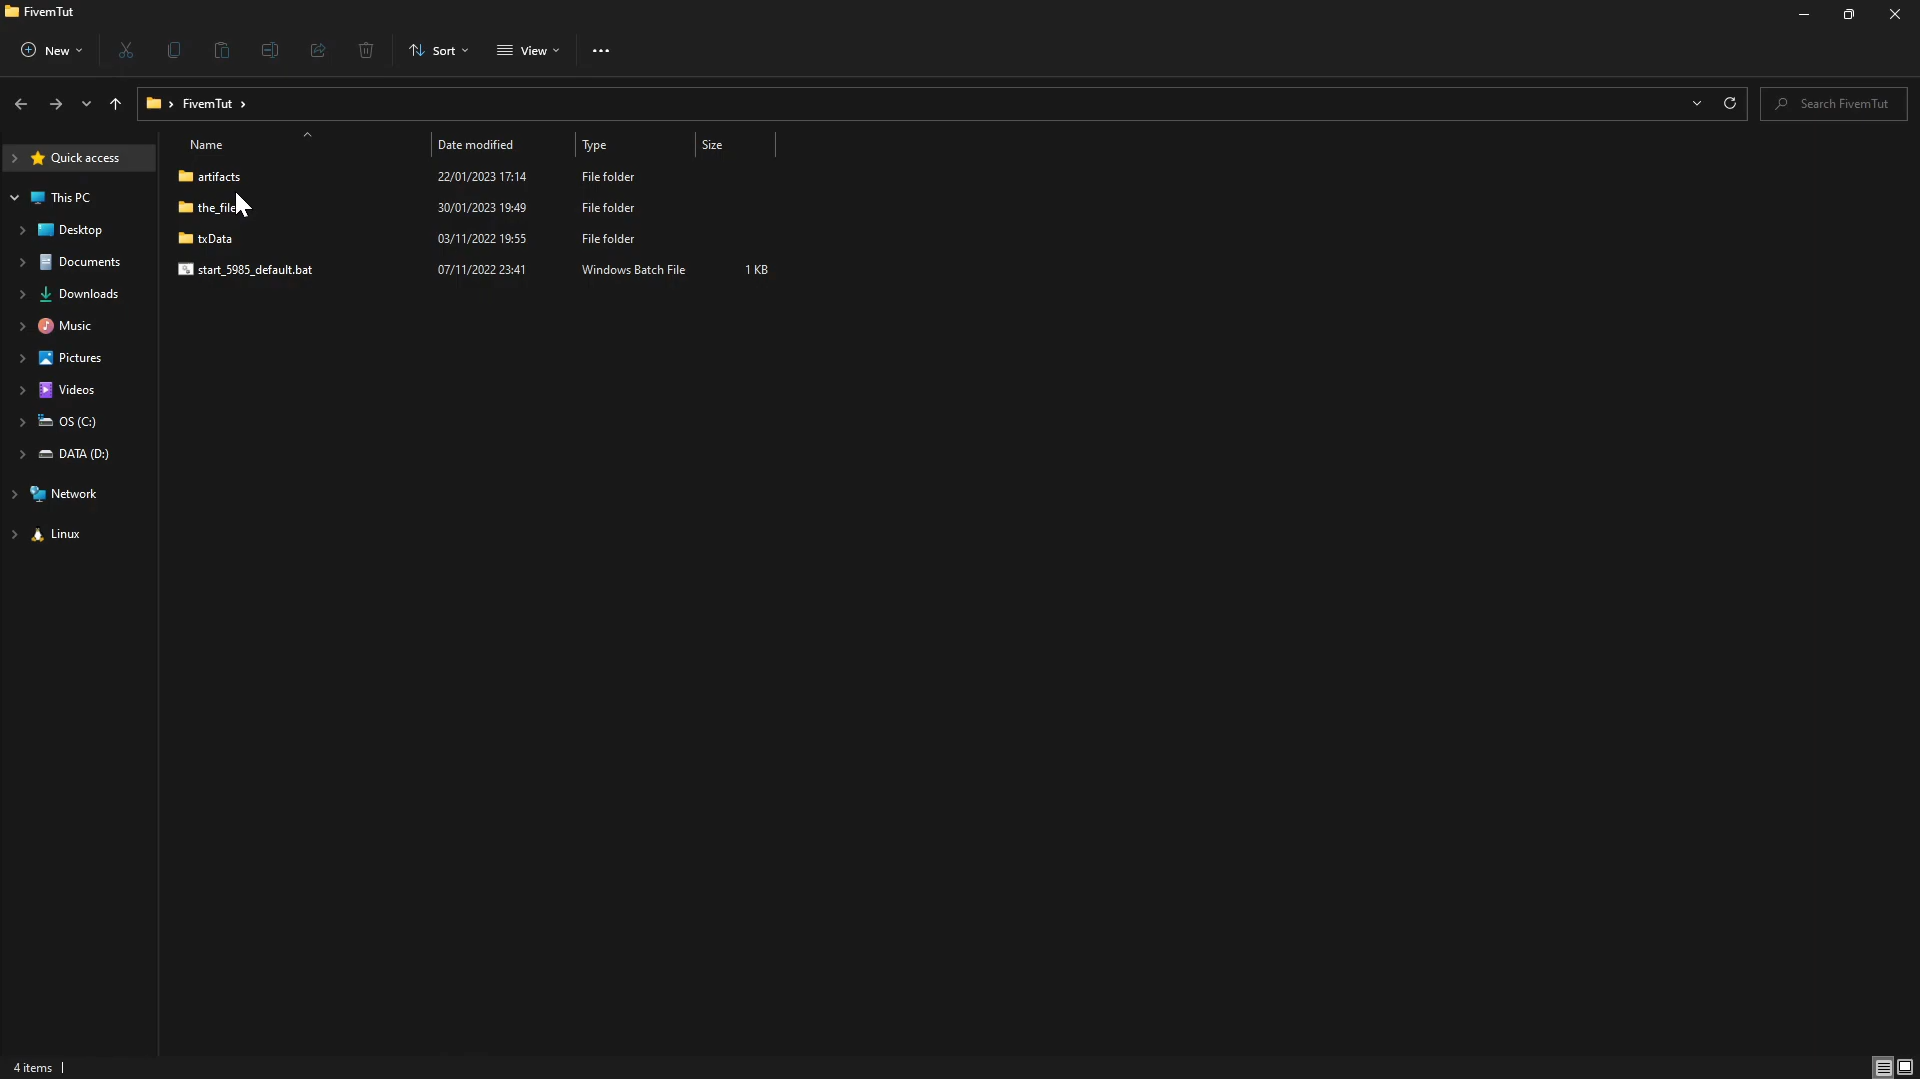 FivemTut
New Sort View
FivemTut Search FivemTut
Name Date modified Type Size
Quick access
artifacts 22/01/2023 17:14 File folder
This PC
30/01/2023 19:49 File folder
Desktop
txData 03/11/2022 19:55 File folder
Documents
start_5985_default.bat 07/11/2022 23:41 Windows Batch File 1 KB
Downloads
Music
Pictures
Videos
OS (C:)
DATA (D:)
Network
Linux
4 items